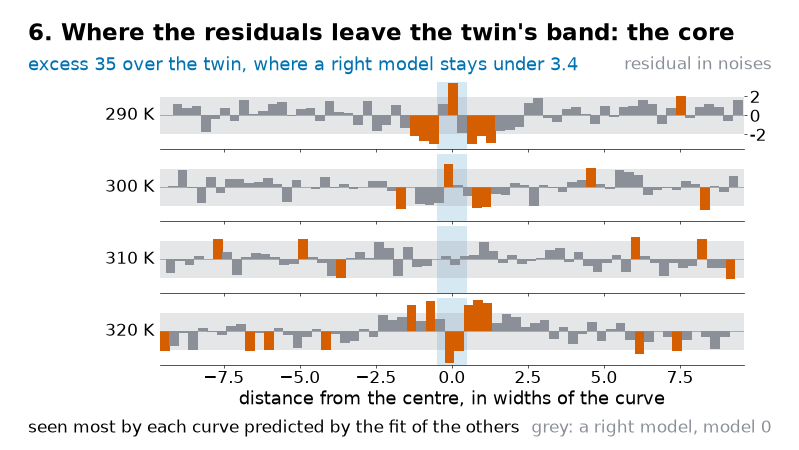 6. Where the residuals leave the twin's band: the core
excess 35 over the twin, where a right model stays under 3.4
residual in noises
290 K
2
0
-2
300 K
310 K
320 K
−7.5 −5.0 −2.5 0.0 2.5 5.0 7.5
distance from the centre, in widths of the curve
seen most by each curve predicted by the fit of the others
grey: a right model, model 0